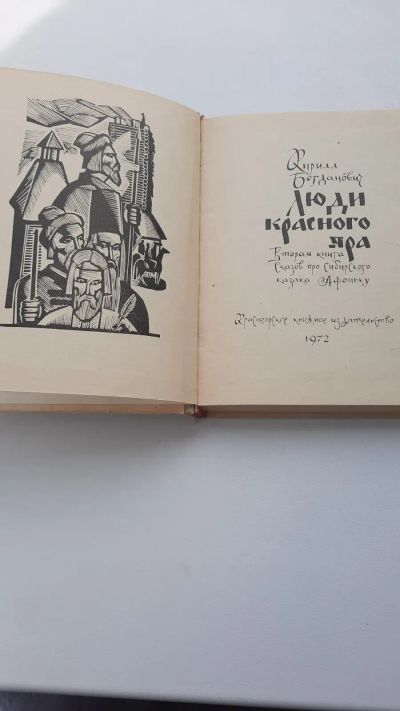 Кирилл
Богданович
Люди
красного
яра
Вторая книга
Сказов про сибирского
казака Афоньку
Красноярское книжное издательство
1972